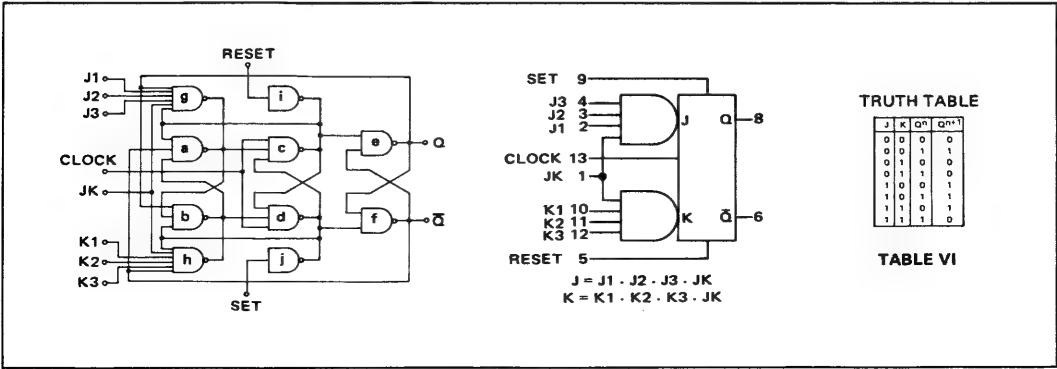 RESET
J1
J2
J3
g
i
a
c
e
Q
CLOCK
JK
b
d
f
Q̅
K1
K2
K3
h
j
SET
SET 9
J3 4
J2 3
J1 2
J
Q
8
CLOCK 13
JK 1
K1 10
K2 11
K3 12
K
Q̅
6
RESET 5
J = J1 · J2 · J3 · JK
K = K1 · K2 · K3 · JK
TRUTH TABLE
J K Qⁿ Qⁿ⁺¹
0 0 0 0
0 0 1 1
0 1 0 0
0 1 1 0
1 0 0 1
1 0 1 1
1 1 0 1
1 1 1 0
TABLE VI